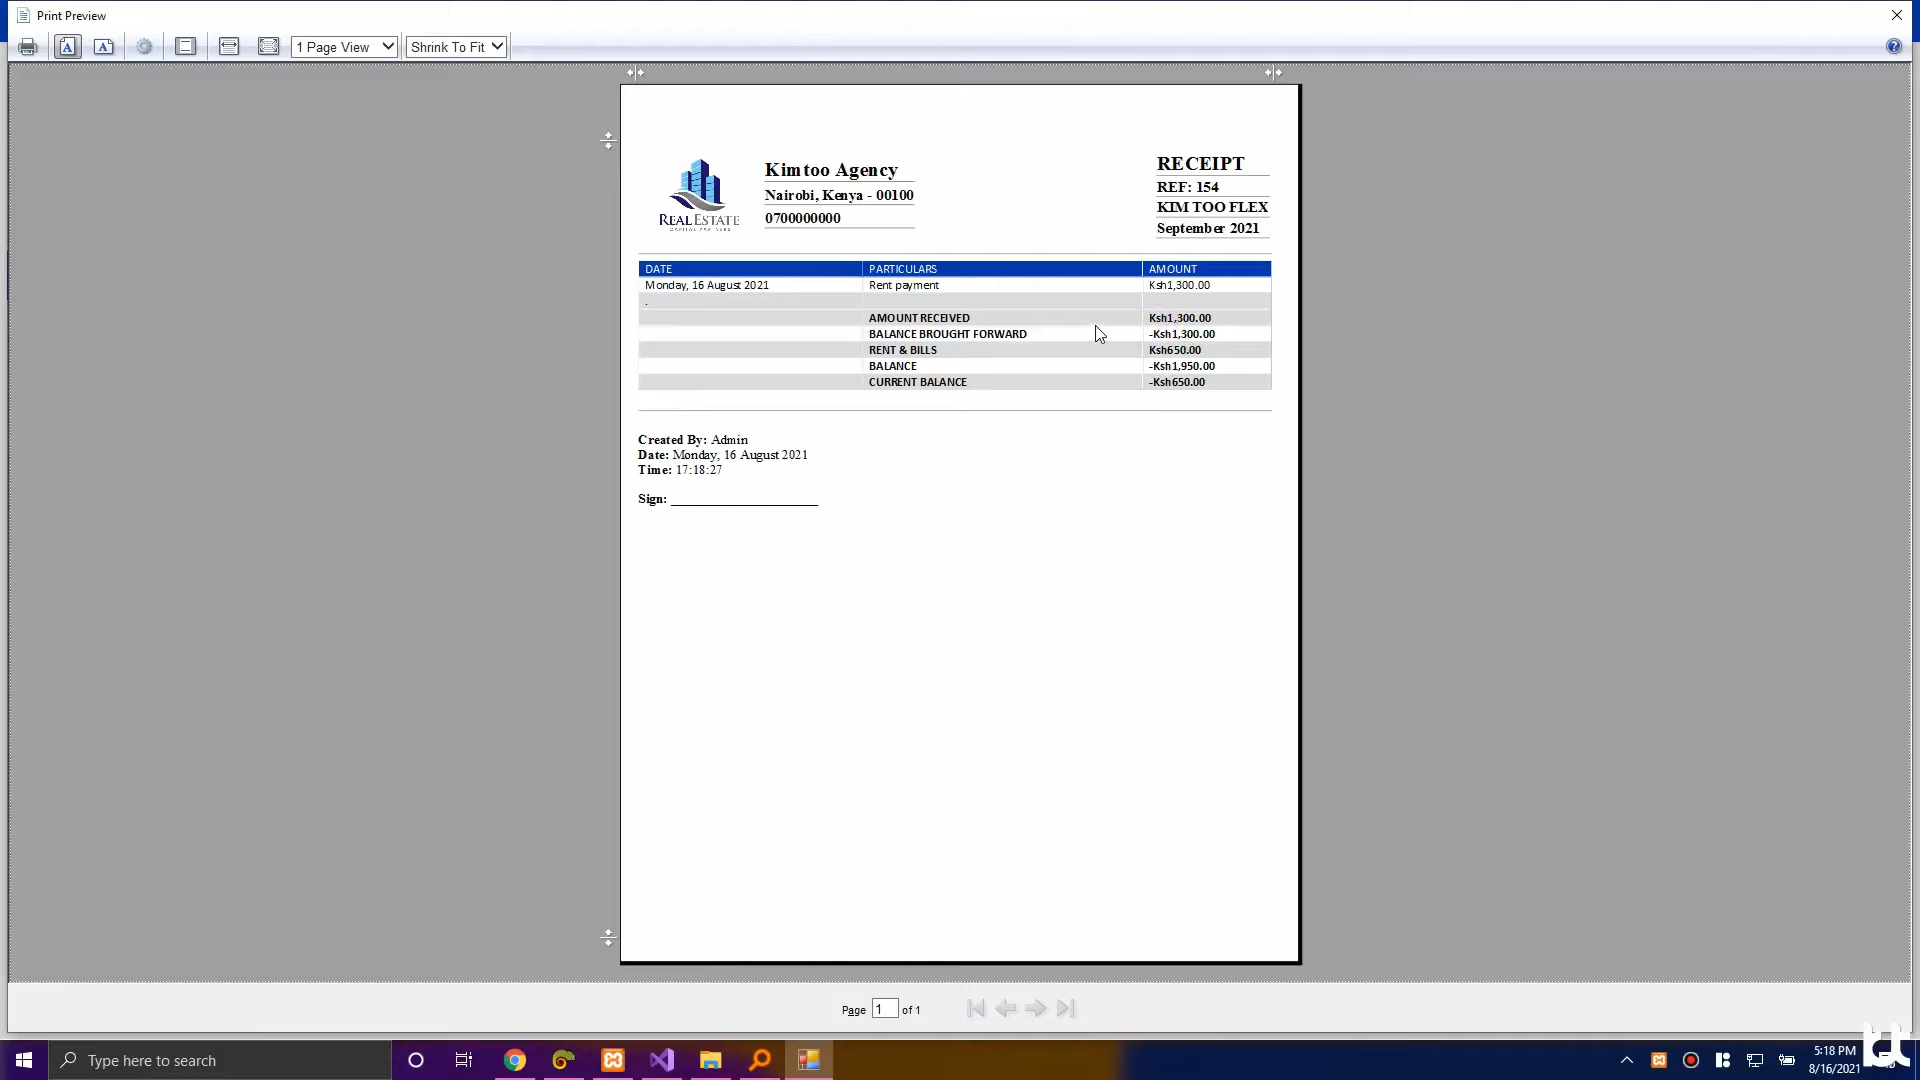 Print Preview
1 Page View
Shrink To Fit
REAL ESTATE
CAPITAL PARTNERS
Kimtoo Agency
Nairobi, Kenya - 00100
0700000000
RECEIPT
REF: 154
KIM TOO FLEX
September 2021
DATE PARTICULARS AMOUNT
Monday, 16 August 2021 Rent payment Ksh1,300.00
.
AMOUNT RECEIVED Ksh1,300.00
BALANCE BROUGHT FORWARD -Ksh1,300.00
RENT & BILLS Ksh650.00
BALANCE -Ksh1,950.00
CURRENT BALANCE -Ksh650.00
Created By: Admin
Date: Monday, 16 August 2021
Time: 17:18:27
Sign: ______________________
Page 1 of 1
Type here to search
5:18 PM
8/16/2021